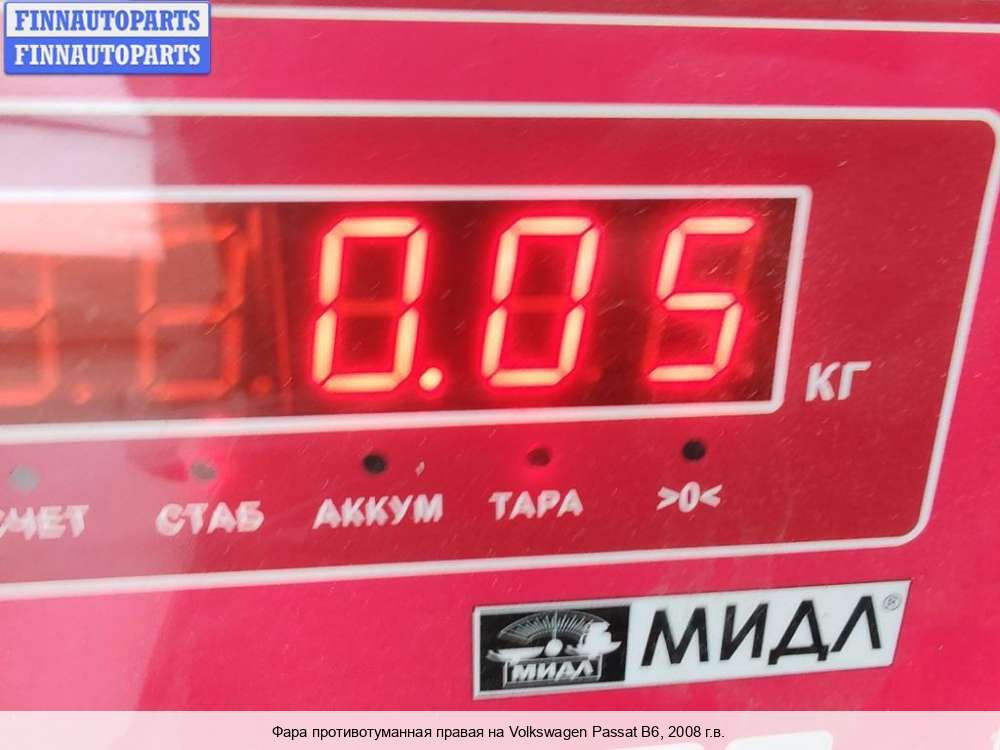 FINNAUTOPARTS
FINNAUTOPARTS
0.05
КГ
СЧЕТ СТАБ АККУМ ТАРА >0<
МИДЛ МИДЛ®
Фара противотуманная правая на Volkswagen Passat B6, 2008 г.в.